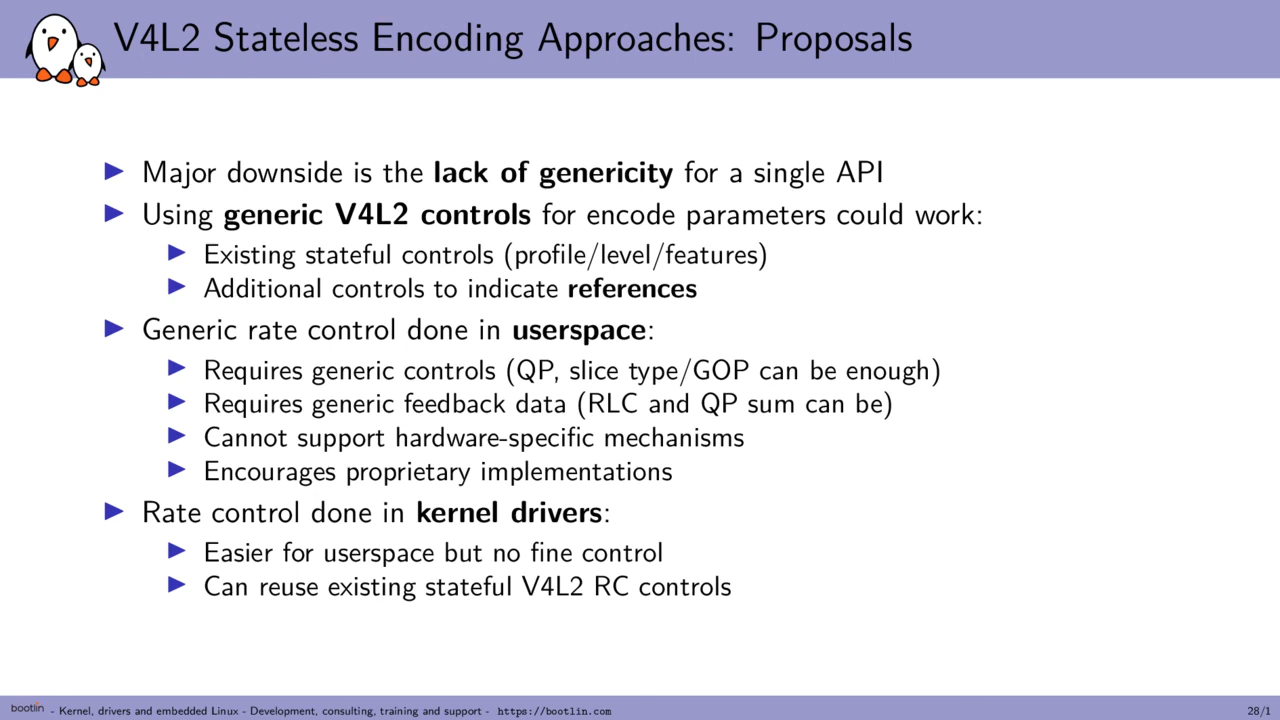 V4L2 Stateless Encoding Approaches: Proposals
Major downside is the lack of genericity for a single API
Using generic V4L2 controls for encode parameters could work:
Existing stateful controls (profile/level/features)
Additional controls to indicate references
Generic rate control done in userspace:
Requires generic controls (QP, slice type/GOP can be enough)
Requires generic feedback data (RLC and QP sum can be)
Cannot support hardware-specific mechanisms
Encourages proprietary implementations
Rate control done in kernel drivers:
Easier for userspace but no fine control
Can reuse existing stateful V4L2 RC controls
bootlin - Kernel, drivers and embedded Linux - Development, consulting, training and support - https://bootlin.com 28/1